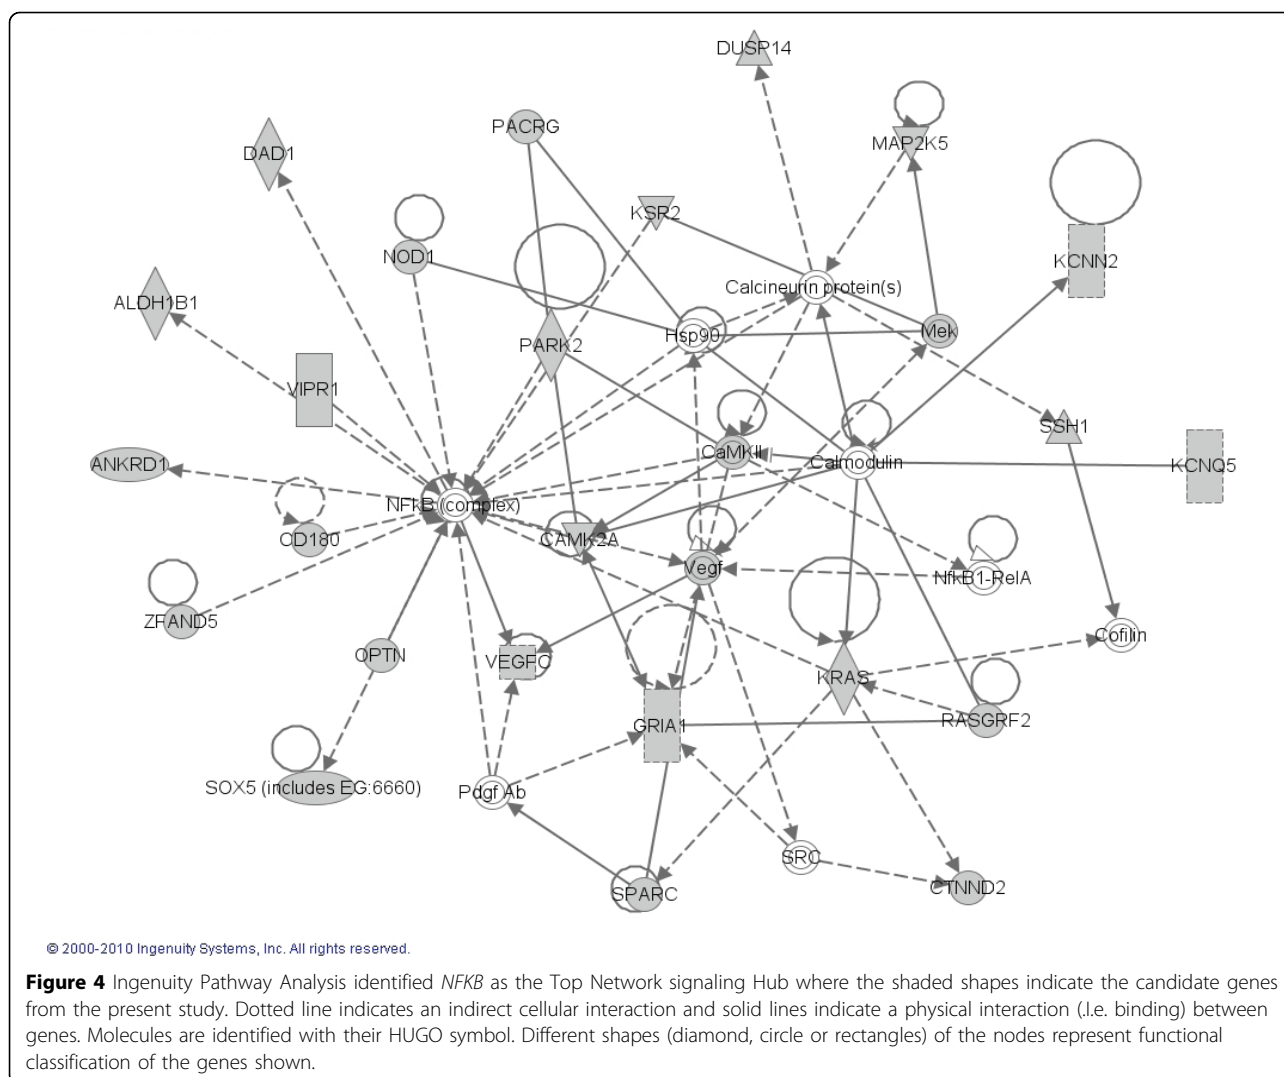 DUSP14
PACRG
MAP2K5
DAD1
KSR2
NOD1
KCNN2
Calcineurin protein(s)
ALDH1B1
Hsp90
Mek
PARK2
VIPR1
SSH1
CaMKII
ANKRD1
Calmodulin
KCNQ5
NFkB (complex)
CD180
CAMK2A
Vegf
NfkB1-RelA
ZFAND5
Cofilin
OPTN
VEGFC
KRAS
GRIA1
RASGRF2
SOX5 (includes EG:6660)
Pdgf Ab
SRC
SPARC
CTNND2
© 2000-2010 Ingenuity Systems, Inc. All rights reserved.
Figure 4 Ingenuity Pathway Analysis identified NFKB as the Top Network signaling Hub where the shaded shapes indicate the candidate genes
from the present study. Dotted line indicates an indirect cellular interaction and solid lines indicate a physical interaction (.I.e. binding) between
genes. Molecules are identified with their HUGO symbol. Different shapes (diamond, circle or rectangles) of the nodes represent functional
classification of the genes shown.